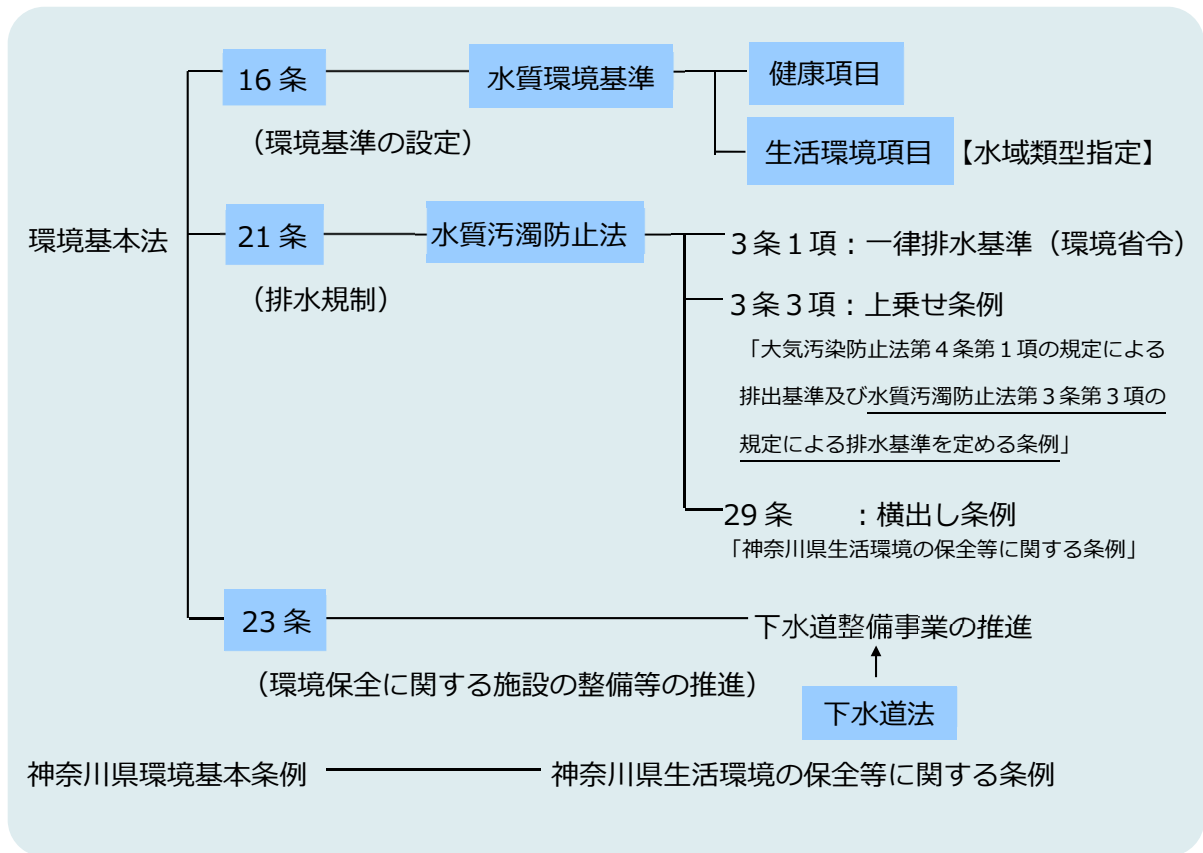 16 条
水質環境基準
健康項目
（環境基準の設定）
生活環境項目
【水域類型指定】
環境基本法
21 条
水質汚濁防止法
3 条 1 項：一律排水基準（環境省令）
（排水規制）
3 条 3 項：上乗せ条例
「大気汚染防止法第 4 条第 1 項の規定による
排出基準及び水質汚濁防止法第 3 条第 3 項の
規定による排水基準を定める条例」
29 条　　：横出し条例
「神奈川県生活環境の保全等に関する条例」
23 条
下水道整備事業の推進
（環境保全に関する施設の整備等の推進）
下水道法
神奈川県環境基本条例
神奈川県生活環境の保全等に関する条例